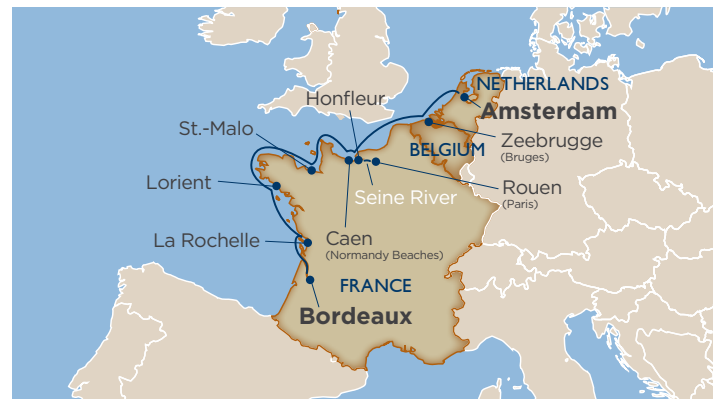 NETHERLANDS
Honfleur
Amsterdam
St.-Malo
Zeebrugge
(Bruges)
BELGIUM
Lorient
Seine River
Rouen
(Paris)
La Rochelle
Caen
(Normandy Beaches)
FRANCE
Bordeaux